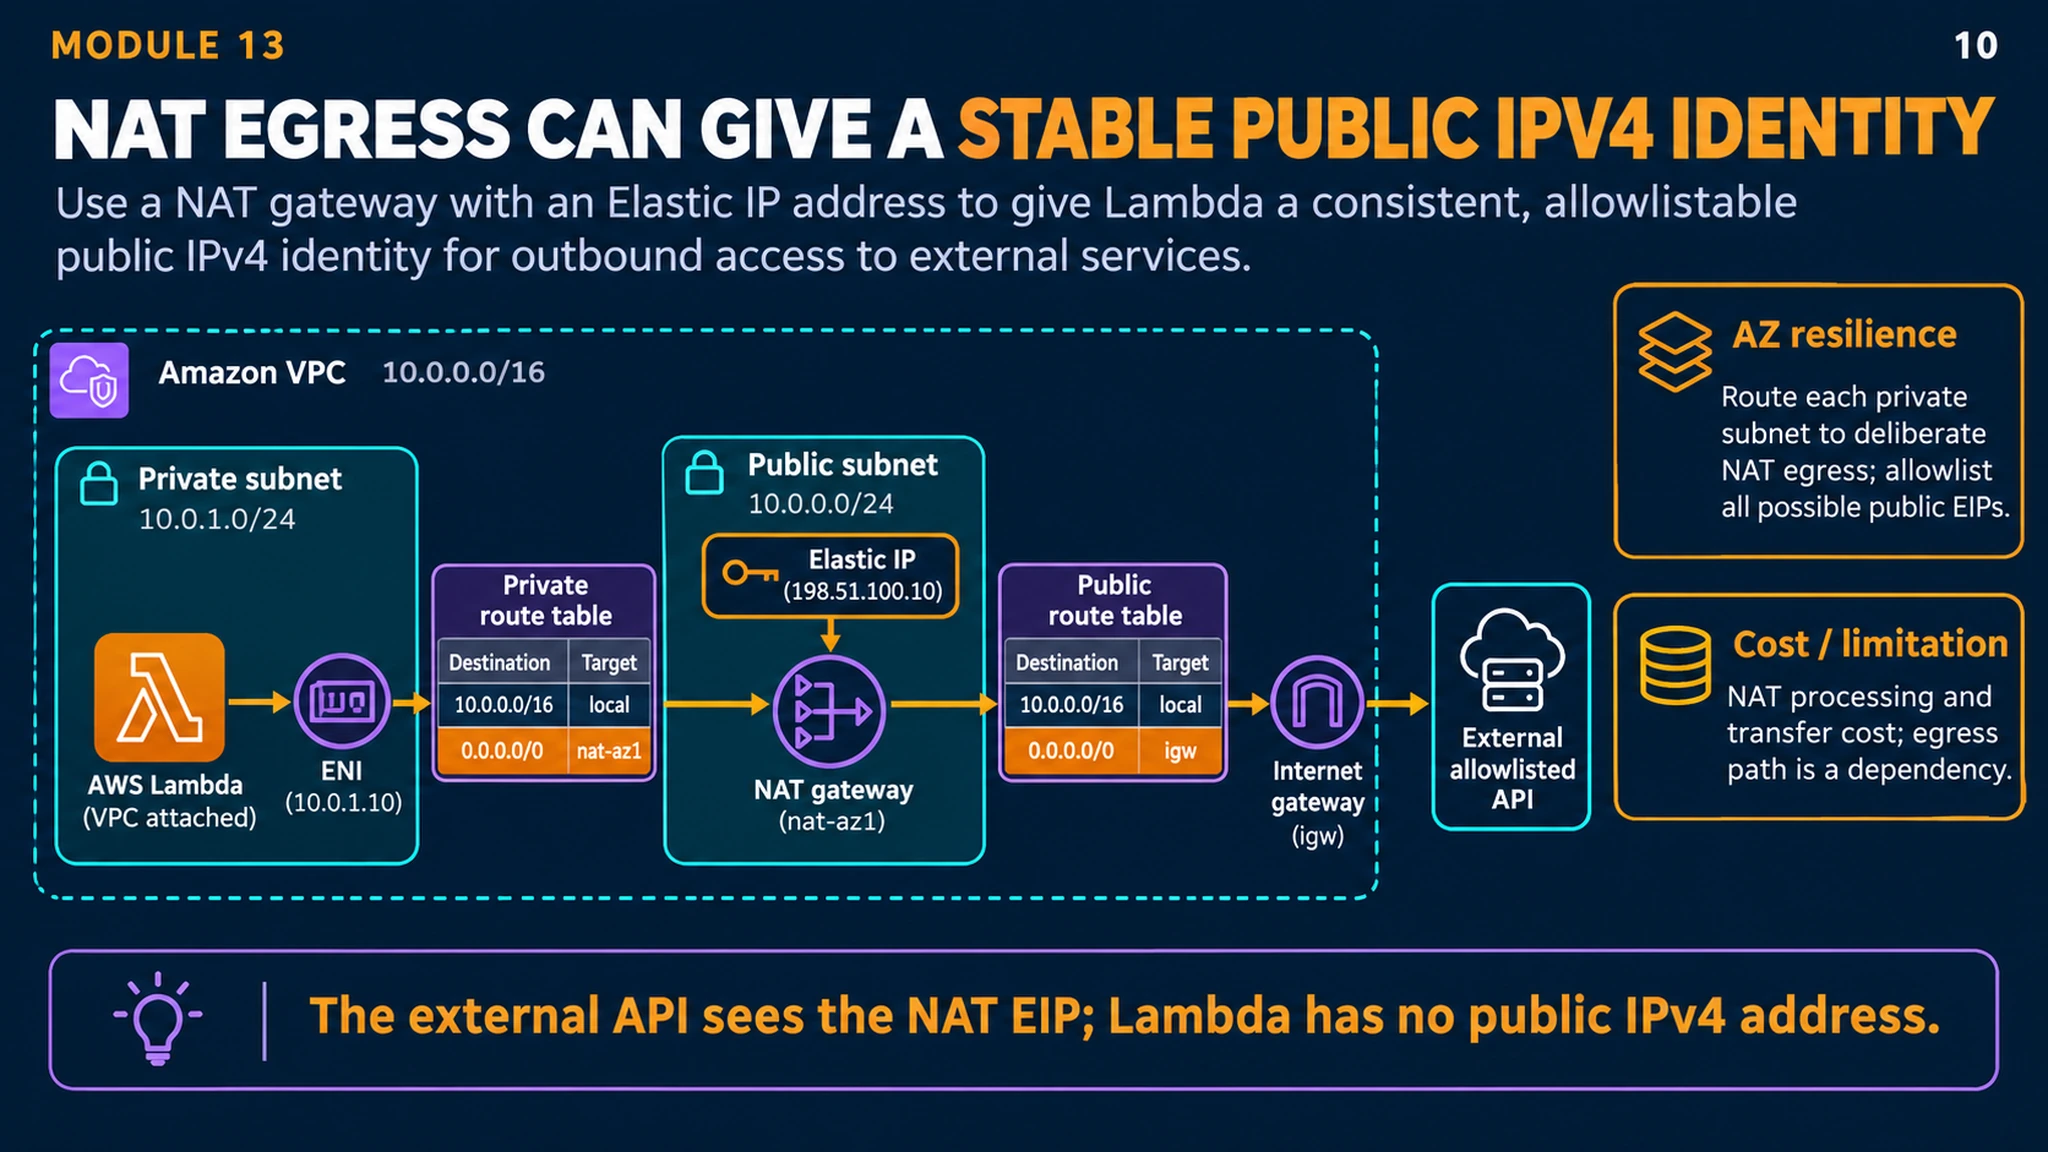 MODULE 13
10
NAT EGRESS CAN GIVE A STABLE PUBLIC IPV4 IDENTITY
Use a NAT gateway with an Elastic IP address to give Lambda a consistent, allowlistable
public IPv4 identity for outbound access to external services.
Amazon VPC 10.0.0.0/16
Private subnet
10.0.1.0/24
AWS Lambda
(VPC attached)
ENI
(10.0.1.10)
Private
route table
Destination Target
10.0.0.0/16 local
0.0.0.0/0 nat-az1
Public subnet
10.0.0.0/24
Elastic IP
(198.51.100.10)
NAT gateway
(nat-az1)
Public
route table
Destination Target
10.0.0.0/16 local
0.0.0.0/0 igw
Internet
gateway
(igw)
External
allowlisted
API
AZ resilience
Route each private
subnet to deliberate
NAT egress; allowlist
all possible public EIPs.
Cost / limitation
NAT processing and
transfer cost; egress
path is a dependency.
The external API sees the NAT EIP; Lambda has no public IPv4 address.